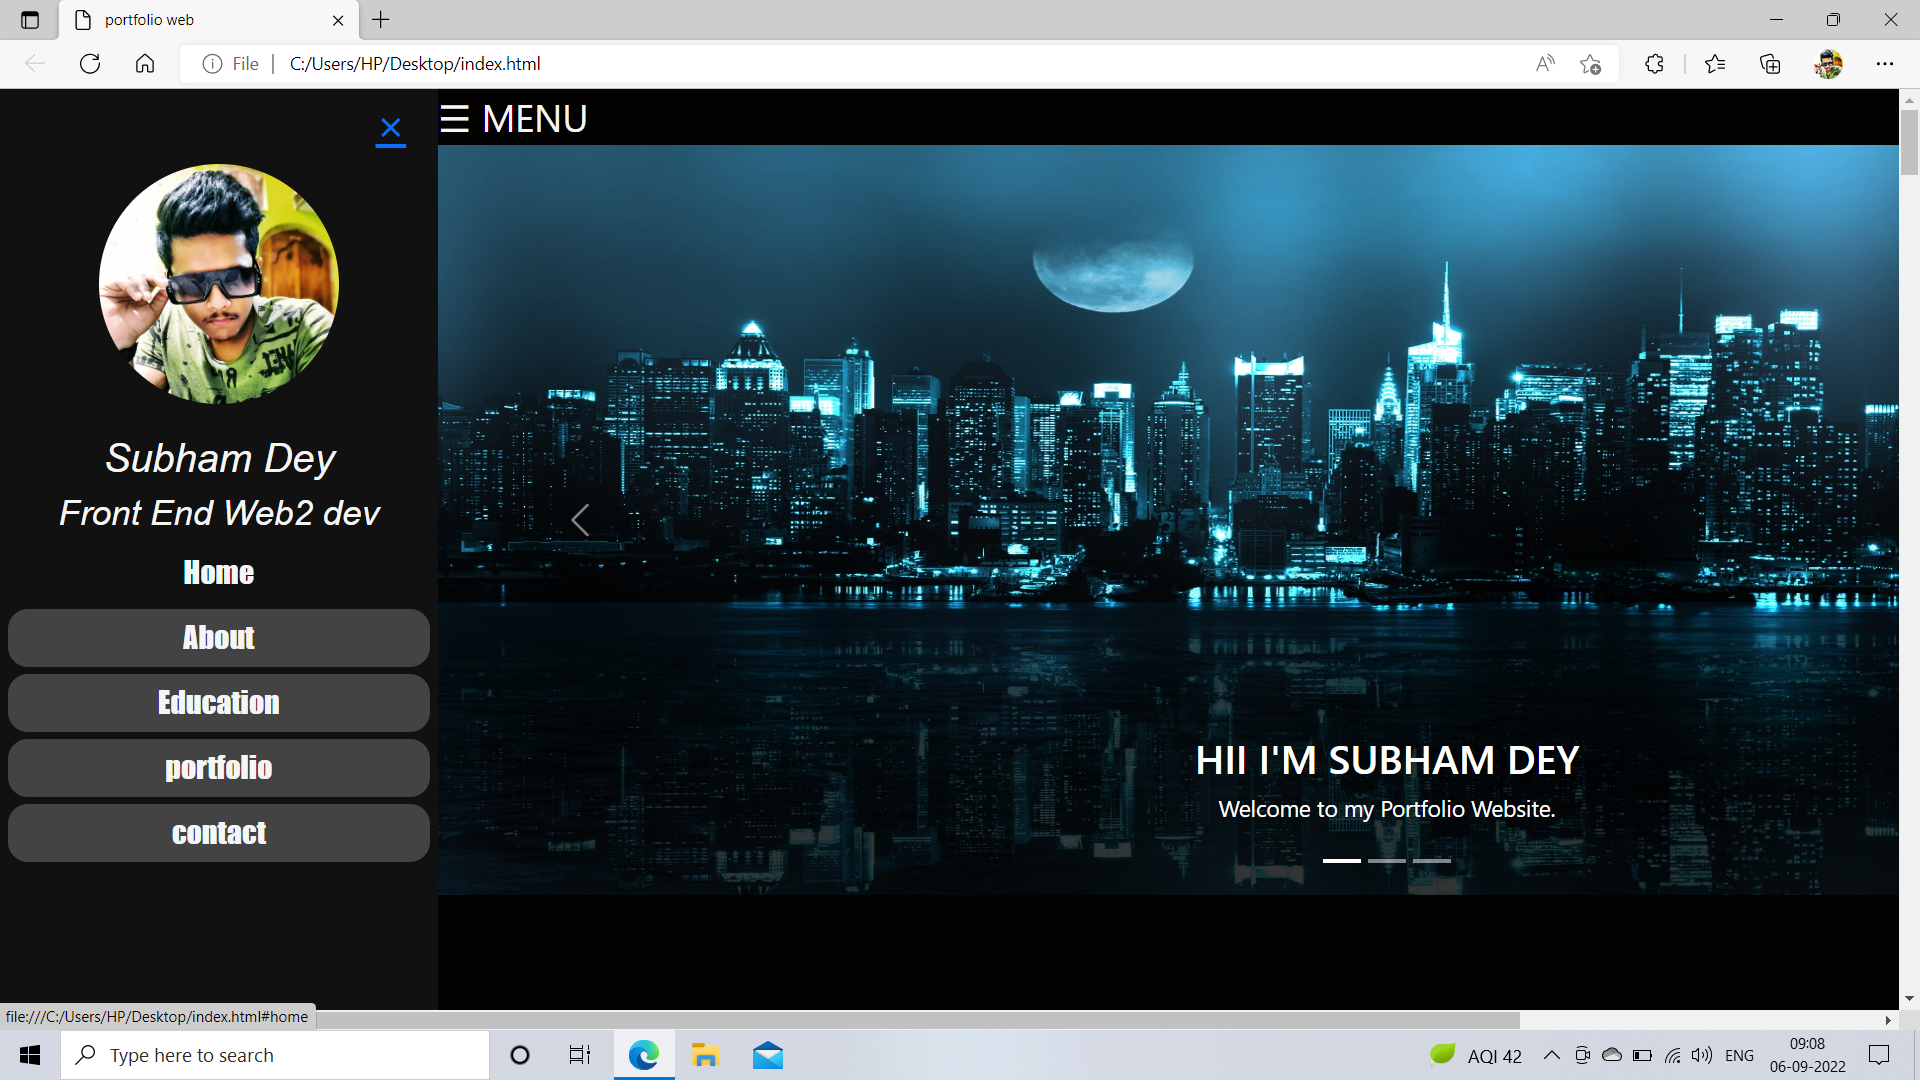 portfolio web
File
C:/Users/HP/Desktop/index.html
☰ MENU
Subham Dey
Front End Web2 dev
Home
About
Education
portfolio
contact
HII I'M SUBHAM DEY
Welcome to my Portfolio Website.
file:///C:/Users/HP/Desktop/index.html#home
Type here to search
AQI 42
ENG
09:08
06-09-2022